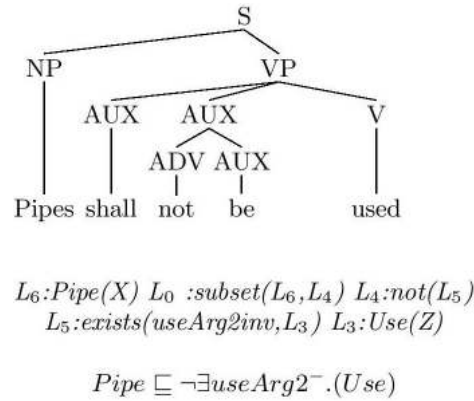 S
NP VP
AUX AUX V
ADV AUX
Pipes shall not be used
L₆:Pipe(X) L₀ :subset(L₆,L₄) L₄:not(L₅)
L₅:exists(useArg2inv,L₃) L₃:Use(Z)
Pipe ⊑ ¬∃useArg2⁻.(Use)